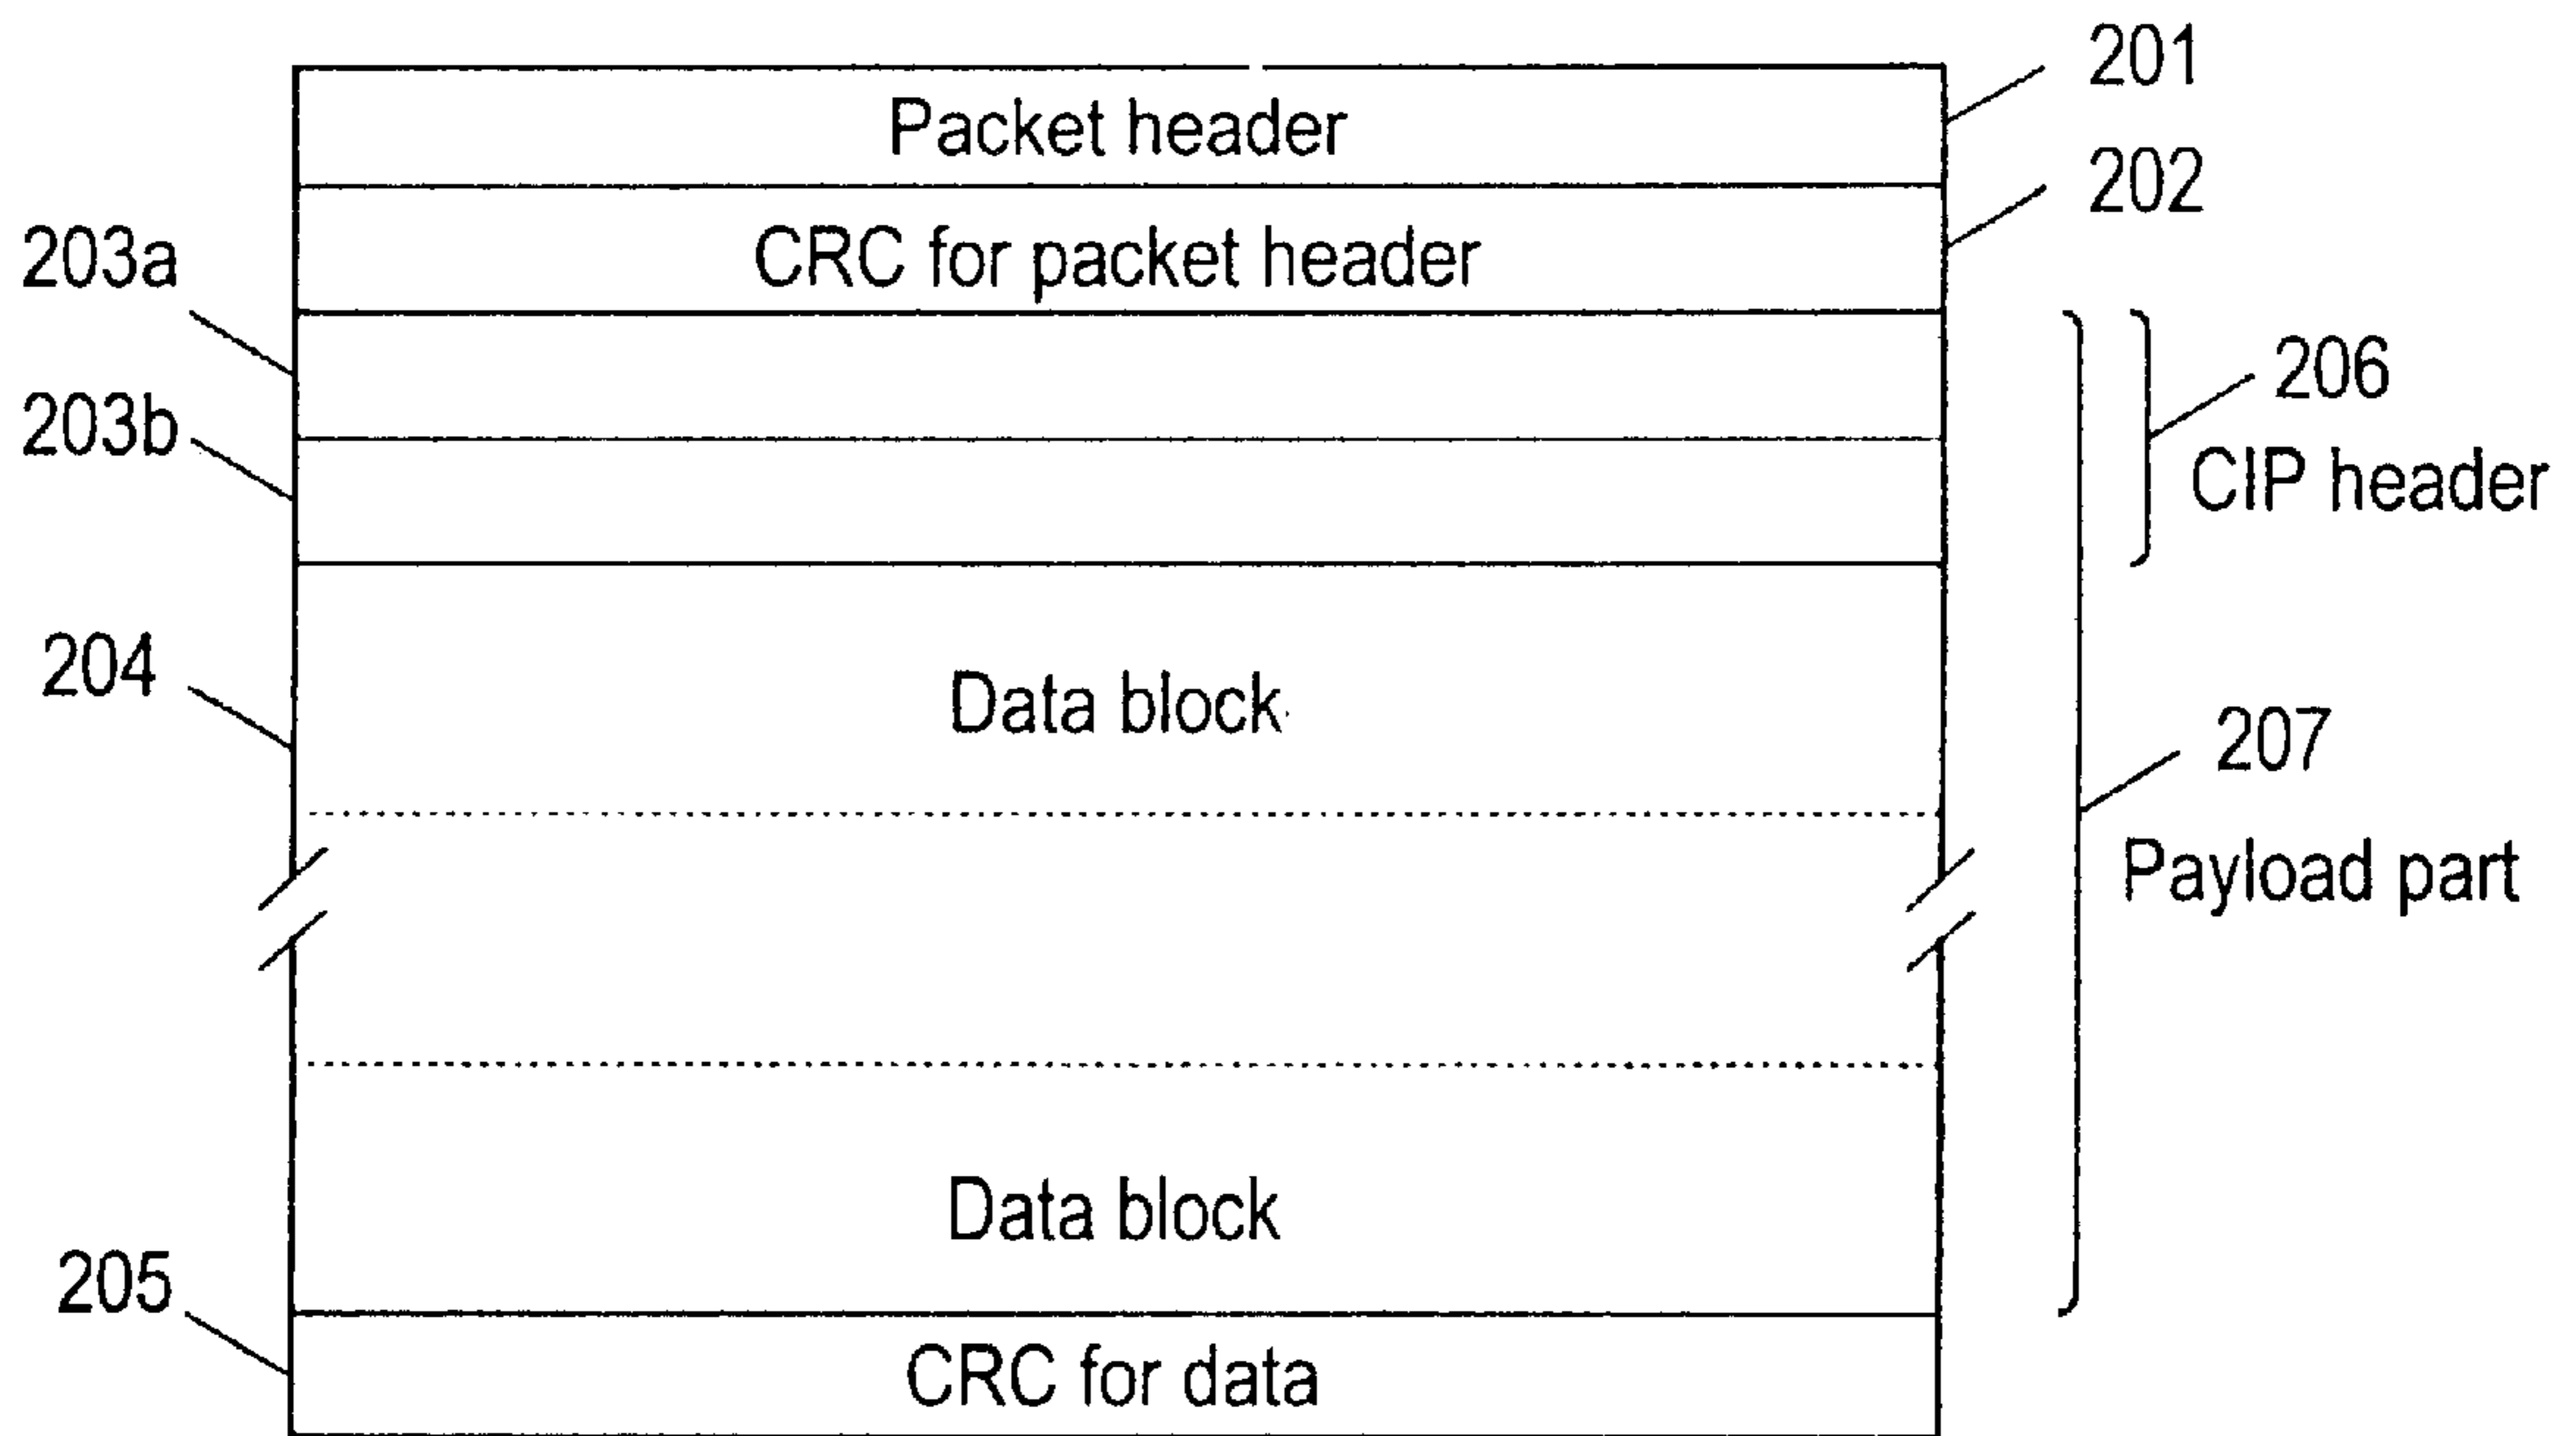 201
Packet header
202
CRC for packet header
203a
206
203b
CIP header
204
Data block
207
Payload part
Data block
205
CRC for data